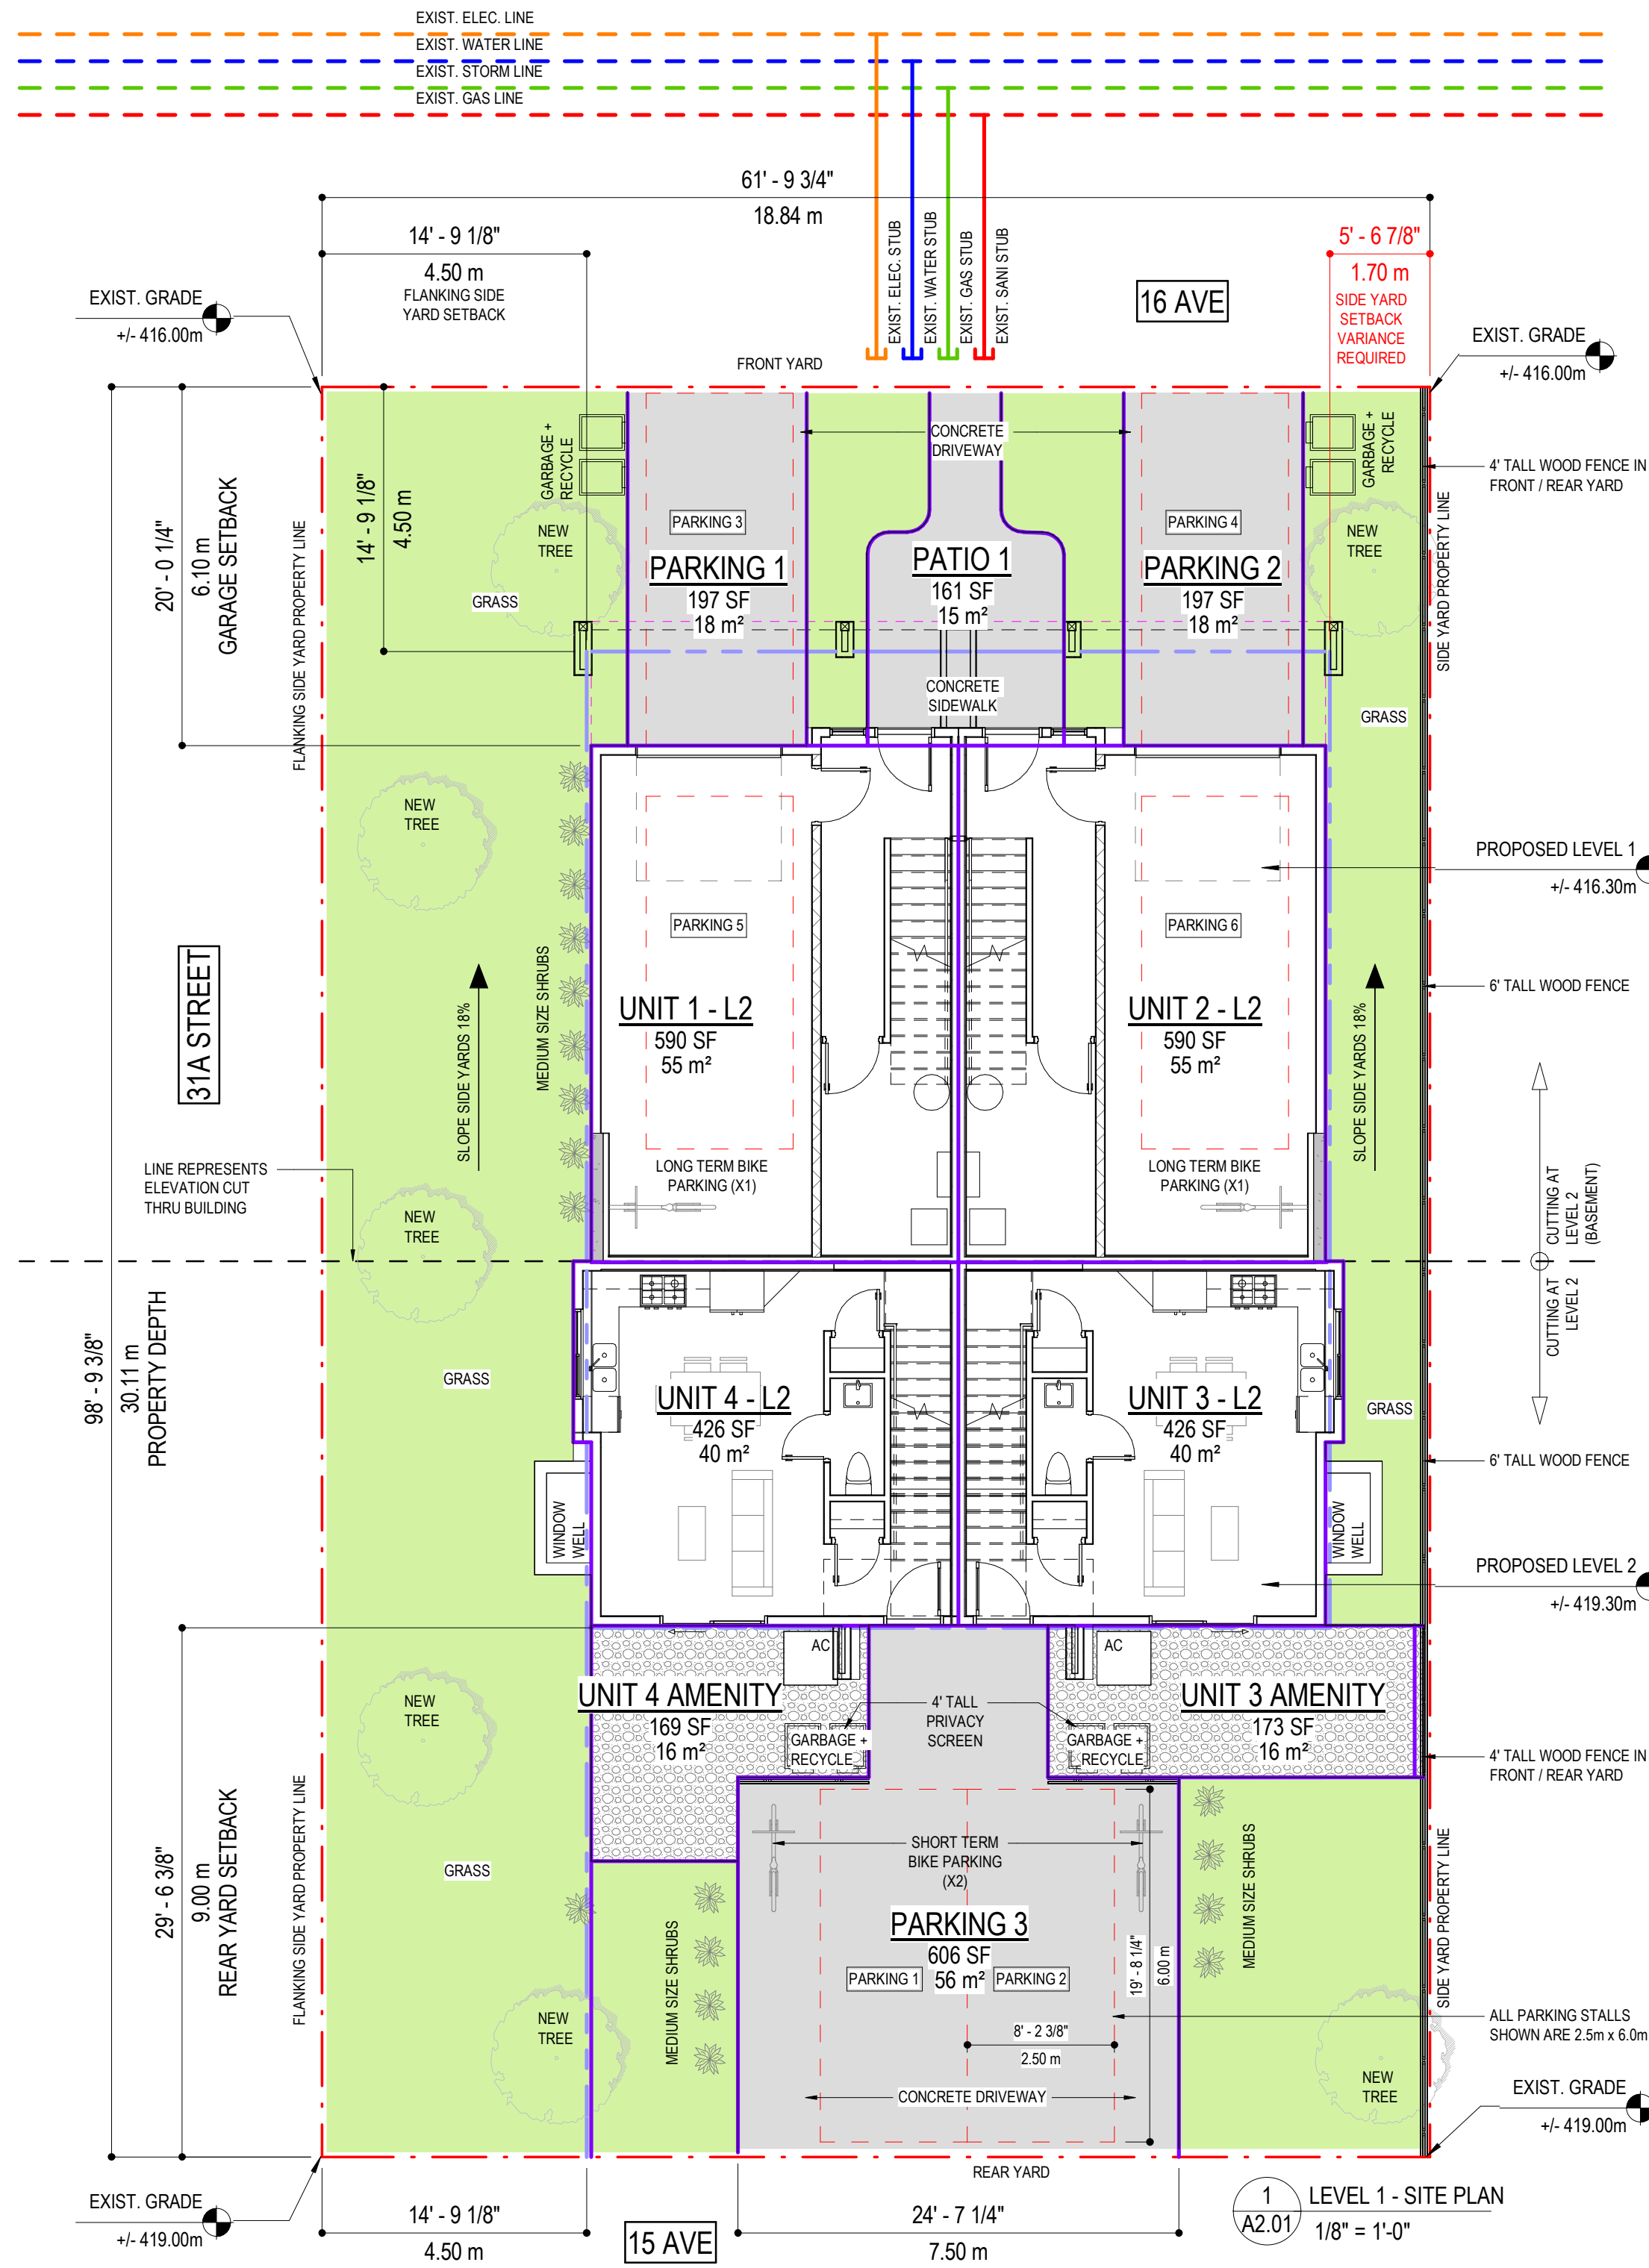 EXIST. ELEC. LINE
EXIST. WATER LINE
EXIST. STORM LINE
EXIST. GAS LINE
61' - 9 3/4"
18.84 m
14' - 9 1/8"
4.50 m
FLANKING SIDE
YARD SETBACK
EXIST. ELEC. STUB
EXIST. WATER STUB
EXIST. GAS STUB
EXIST. SANI STUB
16 AVE
5' - 6 7/8"
1.70 m
SIDE YARD
SETBACK
VARIANCE
REQUIRED
EXIST. GRADE
+/- 416.00m
EXIST. GRADE
+/- 416.00m
FRONT YARD
20' - 0 1/4"
6.10 m
GARAGE SETBACK
14' - 9 1/8"
4.50 m
FLANKING SIDE YARD PROPERTY LINE
GARBAGE +
RECYCLE
NEW
TREE
GRASS
PARKING 3
PARKING 1
197 SF
18 m²
CONCRETE
DRIVEWAY
PATIO 1
161 SF
15 m²
CONCRETE
SIDEWALK
PARKING 4
PARKING 2
197 SF
18 m²
GARBAGE +
RECYCLE
NEW
TREE
GRASS
SIDE YARD PROPERTY LINE
4' TALL WOOD FENCE IN
FRONT / REAR YARD
NEW
TREE
31A STREET
SLOPE SIDE YARDS 18%
MEDIUM SIZE SHRUBS
PARKING 5
UNIT 1 - L2
590 SF
55 m²
LONG TERM BIKE
PARKING (X1)
PARKING 6
UNIT 2 - L2
590 SF
55 m²
LONG TERM BIKE
PARKING (X1)
SLOPE SIDE YARDS 18%
PROPOSED LEVEL 1
+/- 416.30m
6' TALL WOOD FENCE
LINE REPRESENTS
ELEVATION CUT
THRU BUILDING
NEW
TREE
CUTTING AT
LEVEL 2
(BASEMENT)
CUTTING AT
LEVEL 2
98' - 9 3/8"
30.111 m
PROPERTY DEPTH
GRASS
UNIT 4 - L2
426 SF
40 m²
UNIT 3 - L2
426 SF
40 m²
GRASS
6' TALL WOOD FENCE
WINDOW
WELL
WINDOW
WELL
PROPOSED LEVEL 2
+/- 419.30m
29' - 6 3/8"
9.00 m
REAR YARD SETBACK
FLANKING SIDE YARD PROPERTY LINE
NEW
TREE
GRASS
AC
UNIT 4 AMENITY
169 SF
16 m²
GARBAGE +
RECYCLE
4' TALL
PRIVACY
SCREEN
AC
UNIT 3 AMENITY
173 SF
16 m²
GARBAGE +
RECYCLE
4' TALL WOOD FENCE IN
FRONT / REAR YARD
SHORT TERM
BIKE PARKING
(X2)
PARKING 3
606 SF
56 m²
PARKING 1
PARKING 2
19' - 8 1/4"
6.00 m
8' - 2 3/8"
2.50 m
CONCRETE DRIVEWAY
MEDIUM SIZE SHRUBS
MEDIUM SIZE SHRUBS
SIDE YARD PROPERTY LINE
ALL PARKING STALLS
SHOWN ARE 2.5m x 6.0m
NEW
TREE
NEW
TREE
EXIST. GRADE
+/- 419.00m
REAR YARD
EXIST. GRADE
+/- 419.00m
14' - 9 1/8"
4.50 m
15 AVE
24' - 7 1/4"
7.50 m
1
A2.01
LEVEL 1 - SITE PLAN
1/8" = 1'-0"